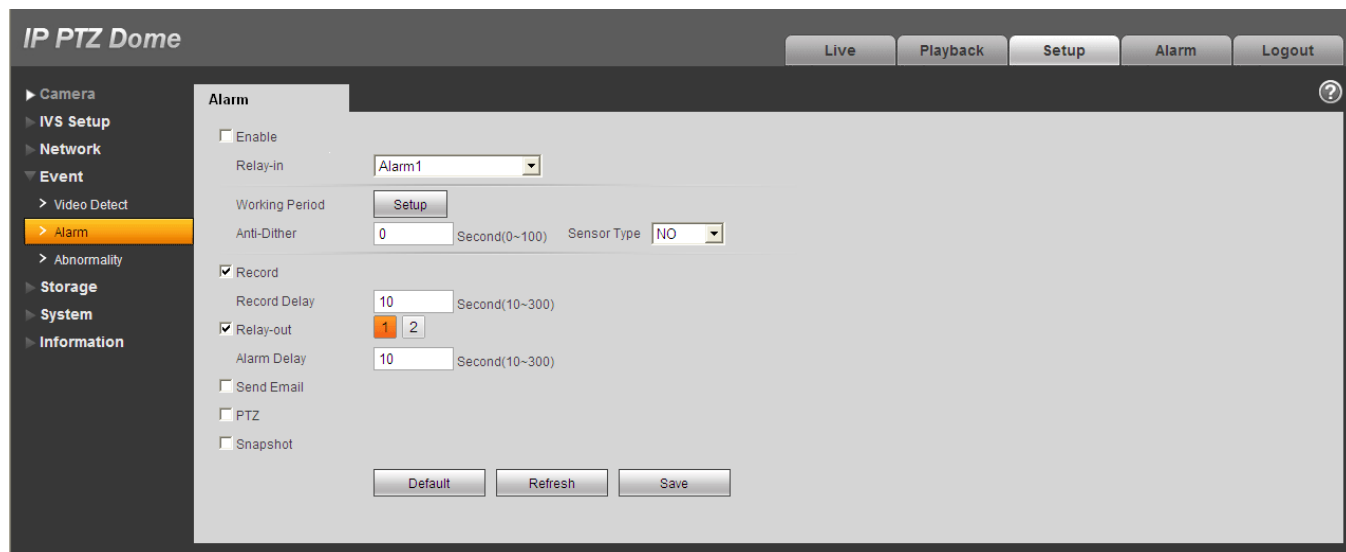 IP PTZ Dome
Live Playback Setup Alarm Logout
Camera
IVS Setup
Network
Event
Video Detect
Alarm
Abnormality
Storage
System
Information
Alarm
?
Enable
Relay-in Alarm1
Working Period Setup
Anti-Dither 0 Second(0~100) Sensor Type NO
Record
Record Delay 10 Second(10~300)
Relay-out 1 2
Alarm Delay 10 Second(10~300)
Send Email
PTZ
Snapshot
Default Refresh Save